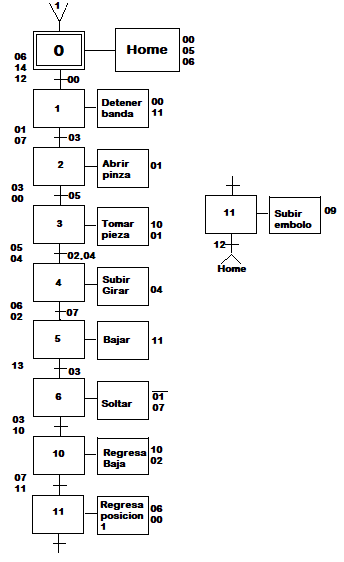 1
0
Home
00
05
06
06
14
12
00
1
Detener
banda
00
11
01
07
03
2
Abrir
pinza
01
03
00
05
3
Tomar
pieza
10
01
05
04
02,04
4
Subir
Girar
04
06
02
07
5
Bajar
11
13
03
6
Soltar
01
07
03
10
10
Regresa
Baja
10
02
07
11
11
Regresa
posicion
1
06
00
11
Subir
embolo
09
12
Home